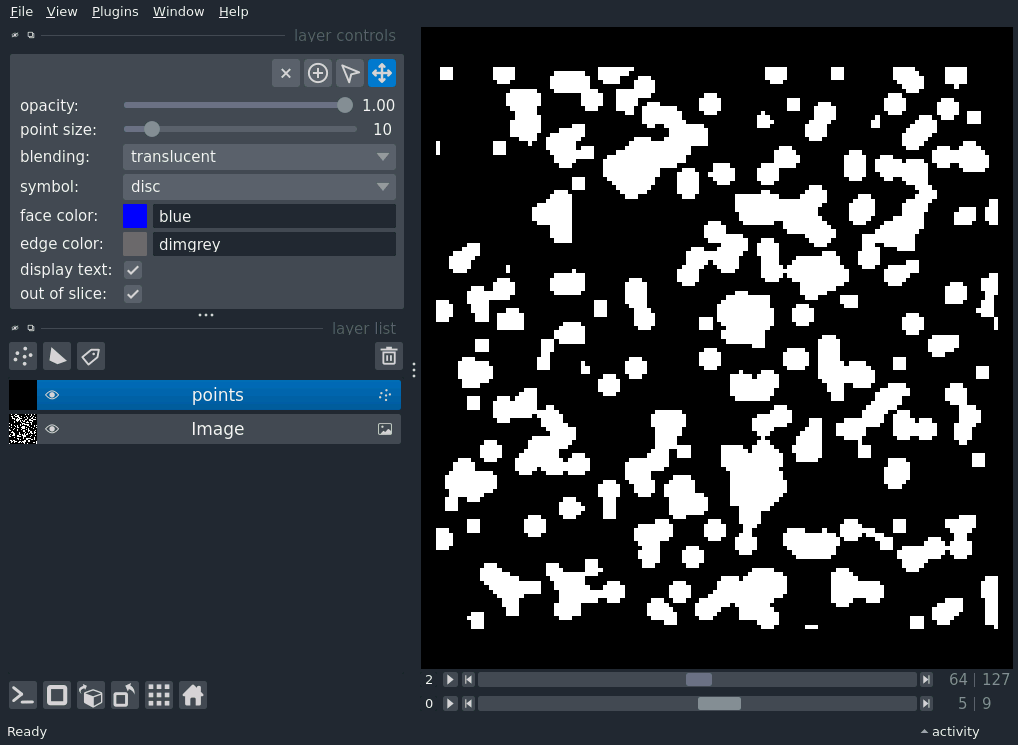 File View Plugins Window Help
layer controls
opacity: 1.00
point size: 10
blending: translucent
symbol: disc
face color: blue
edge color: dimgrey
display text:
out of slice:
layer list
points
Image
2 64 | 127
0 5 | 9
Ready activity